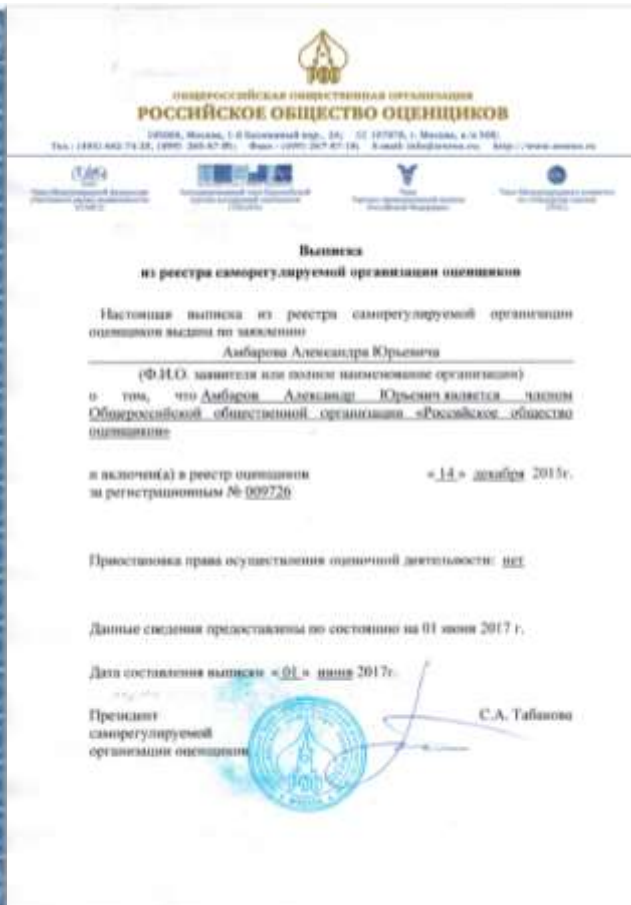 РОО
ОБЩЕРОССИЙСКАЯ ОБЩЕСТВЕННАЯ ОРГАНИЗАЦИЯ
РОССИЙСКОЕ ОБЩЕСТВО ОЦЕНЩИКОВ
Москва, 1-й
Выписка
из реестра саморегулируемой организации оценщиков
Настоящая выписка из реестра саморегулируемой организации
оценщиков выдана по заявлению
Амбарова Александра Юрьевича
(Ф.И.О. заявителя или полное наименование организации)
о том, что Амбаров Александр Юрьевич является членом
Общероссийской общественной организации «Российское общество
оценщиков»
и включен(а) в реестр оценщиков « 14 » декабря 2015г.
за регистрационным № 009726
Приостановка права осуществления оценочной деятельности: нет
Данные сведения предоставлены по состоянию на 01 июня 2017 г.
Дата составления выписки « 01 » июня 2017г.
Президент С.А. Табакова
саморегулируемой
организации оценщиков